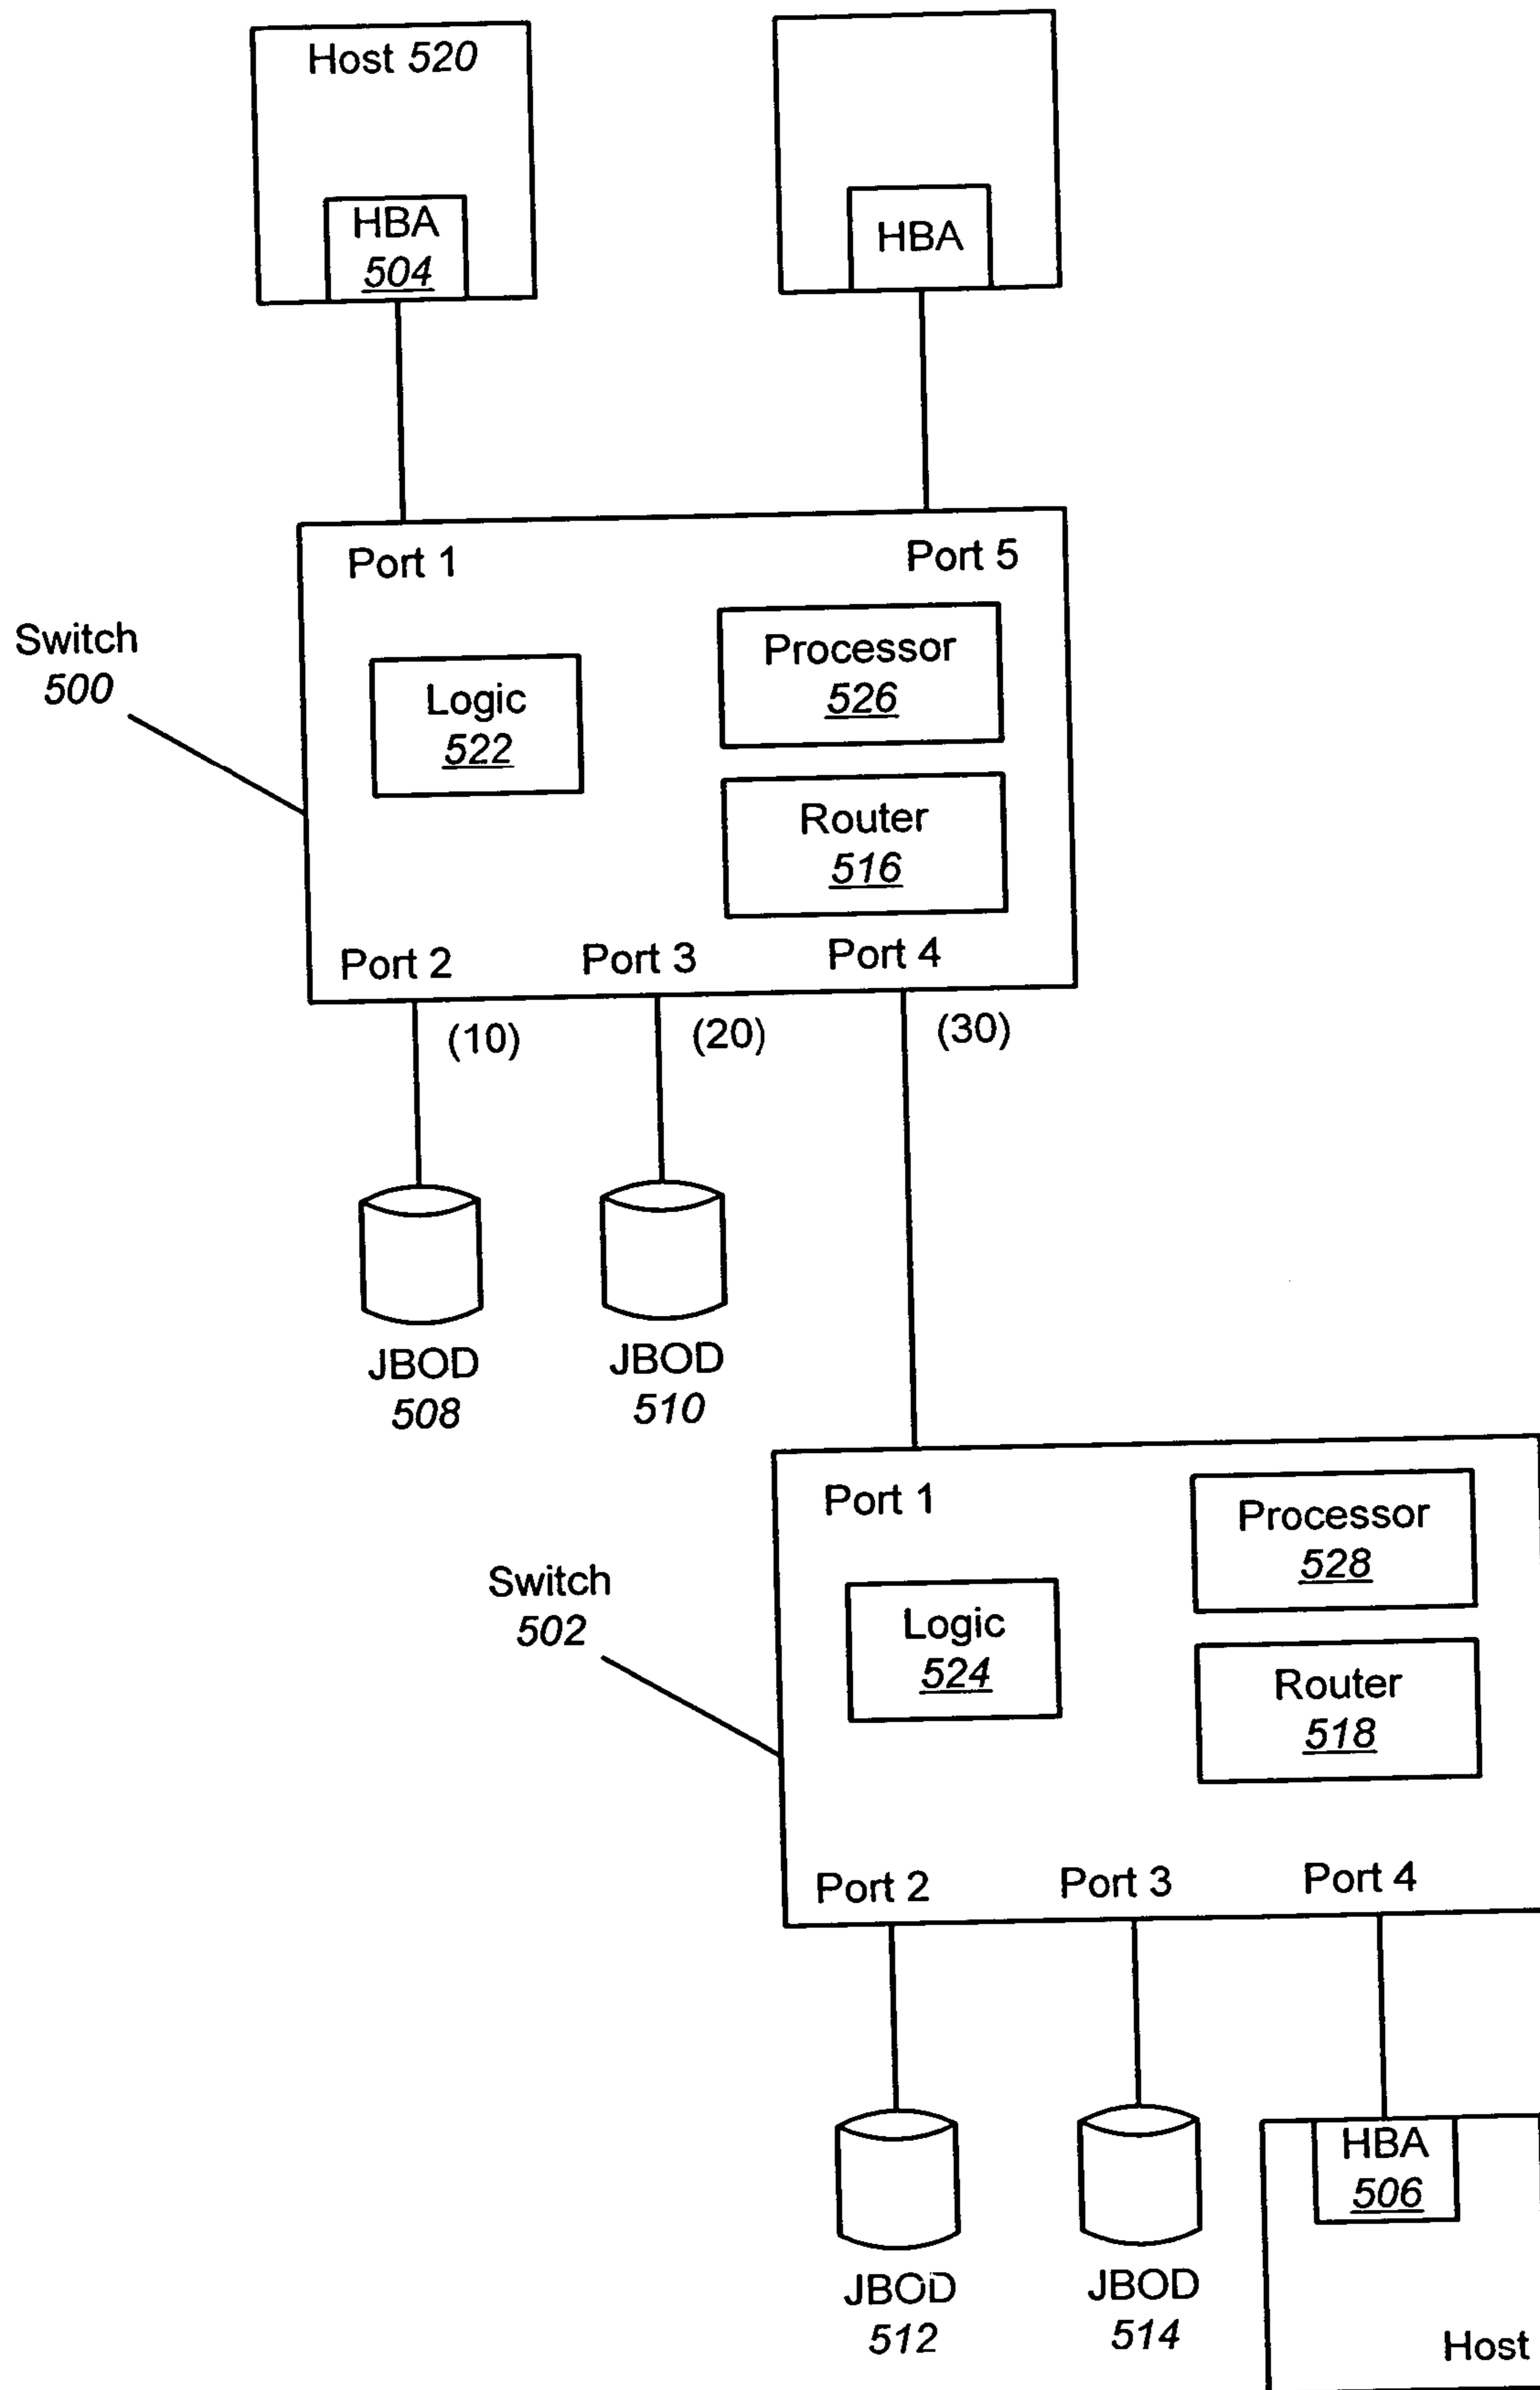 Host 520
HBA
504
HBA
Port 1
Port 5
Switch
500
Processor
526
Logic
522
Router
516
Port 2
Port 3
Port 4
(10)
(20)
(30)
JBOD
508
JBOD
510
Port 1
Processor
528
Switch
502
Logic
524
Router
518
Port 2
Port 3
Port 4
HBA
506
JBOD
512
JBOD
514
Host